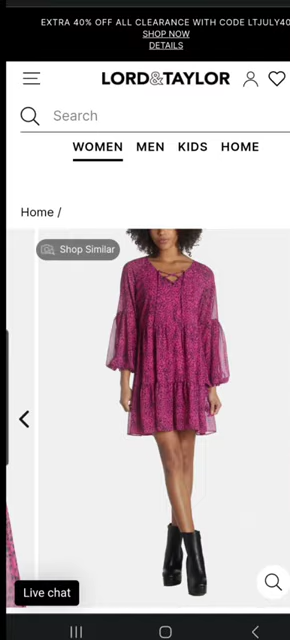 EXTRA 40% OFF ALL CLEARANCE WITH CODE LTJULY40
SHOP NOW
DETAILS
LORD&TAYLOR
Search
WOMEN MEN KIDS HOME
Home /
Shop Similar
Live chat